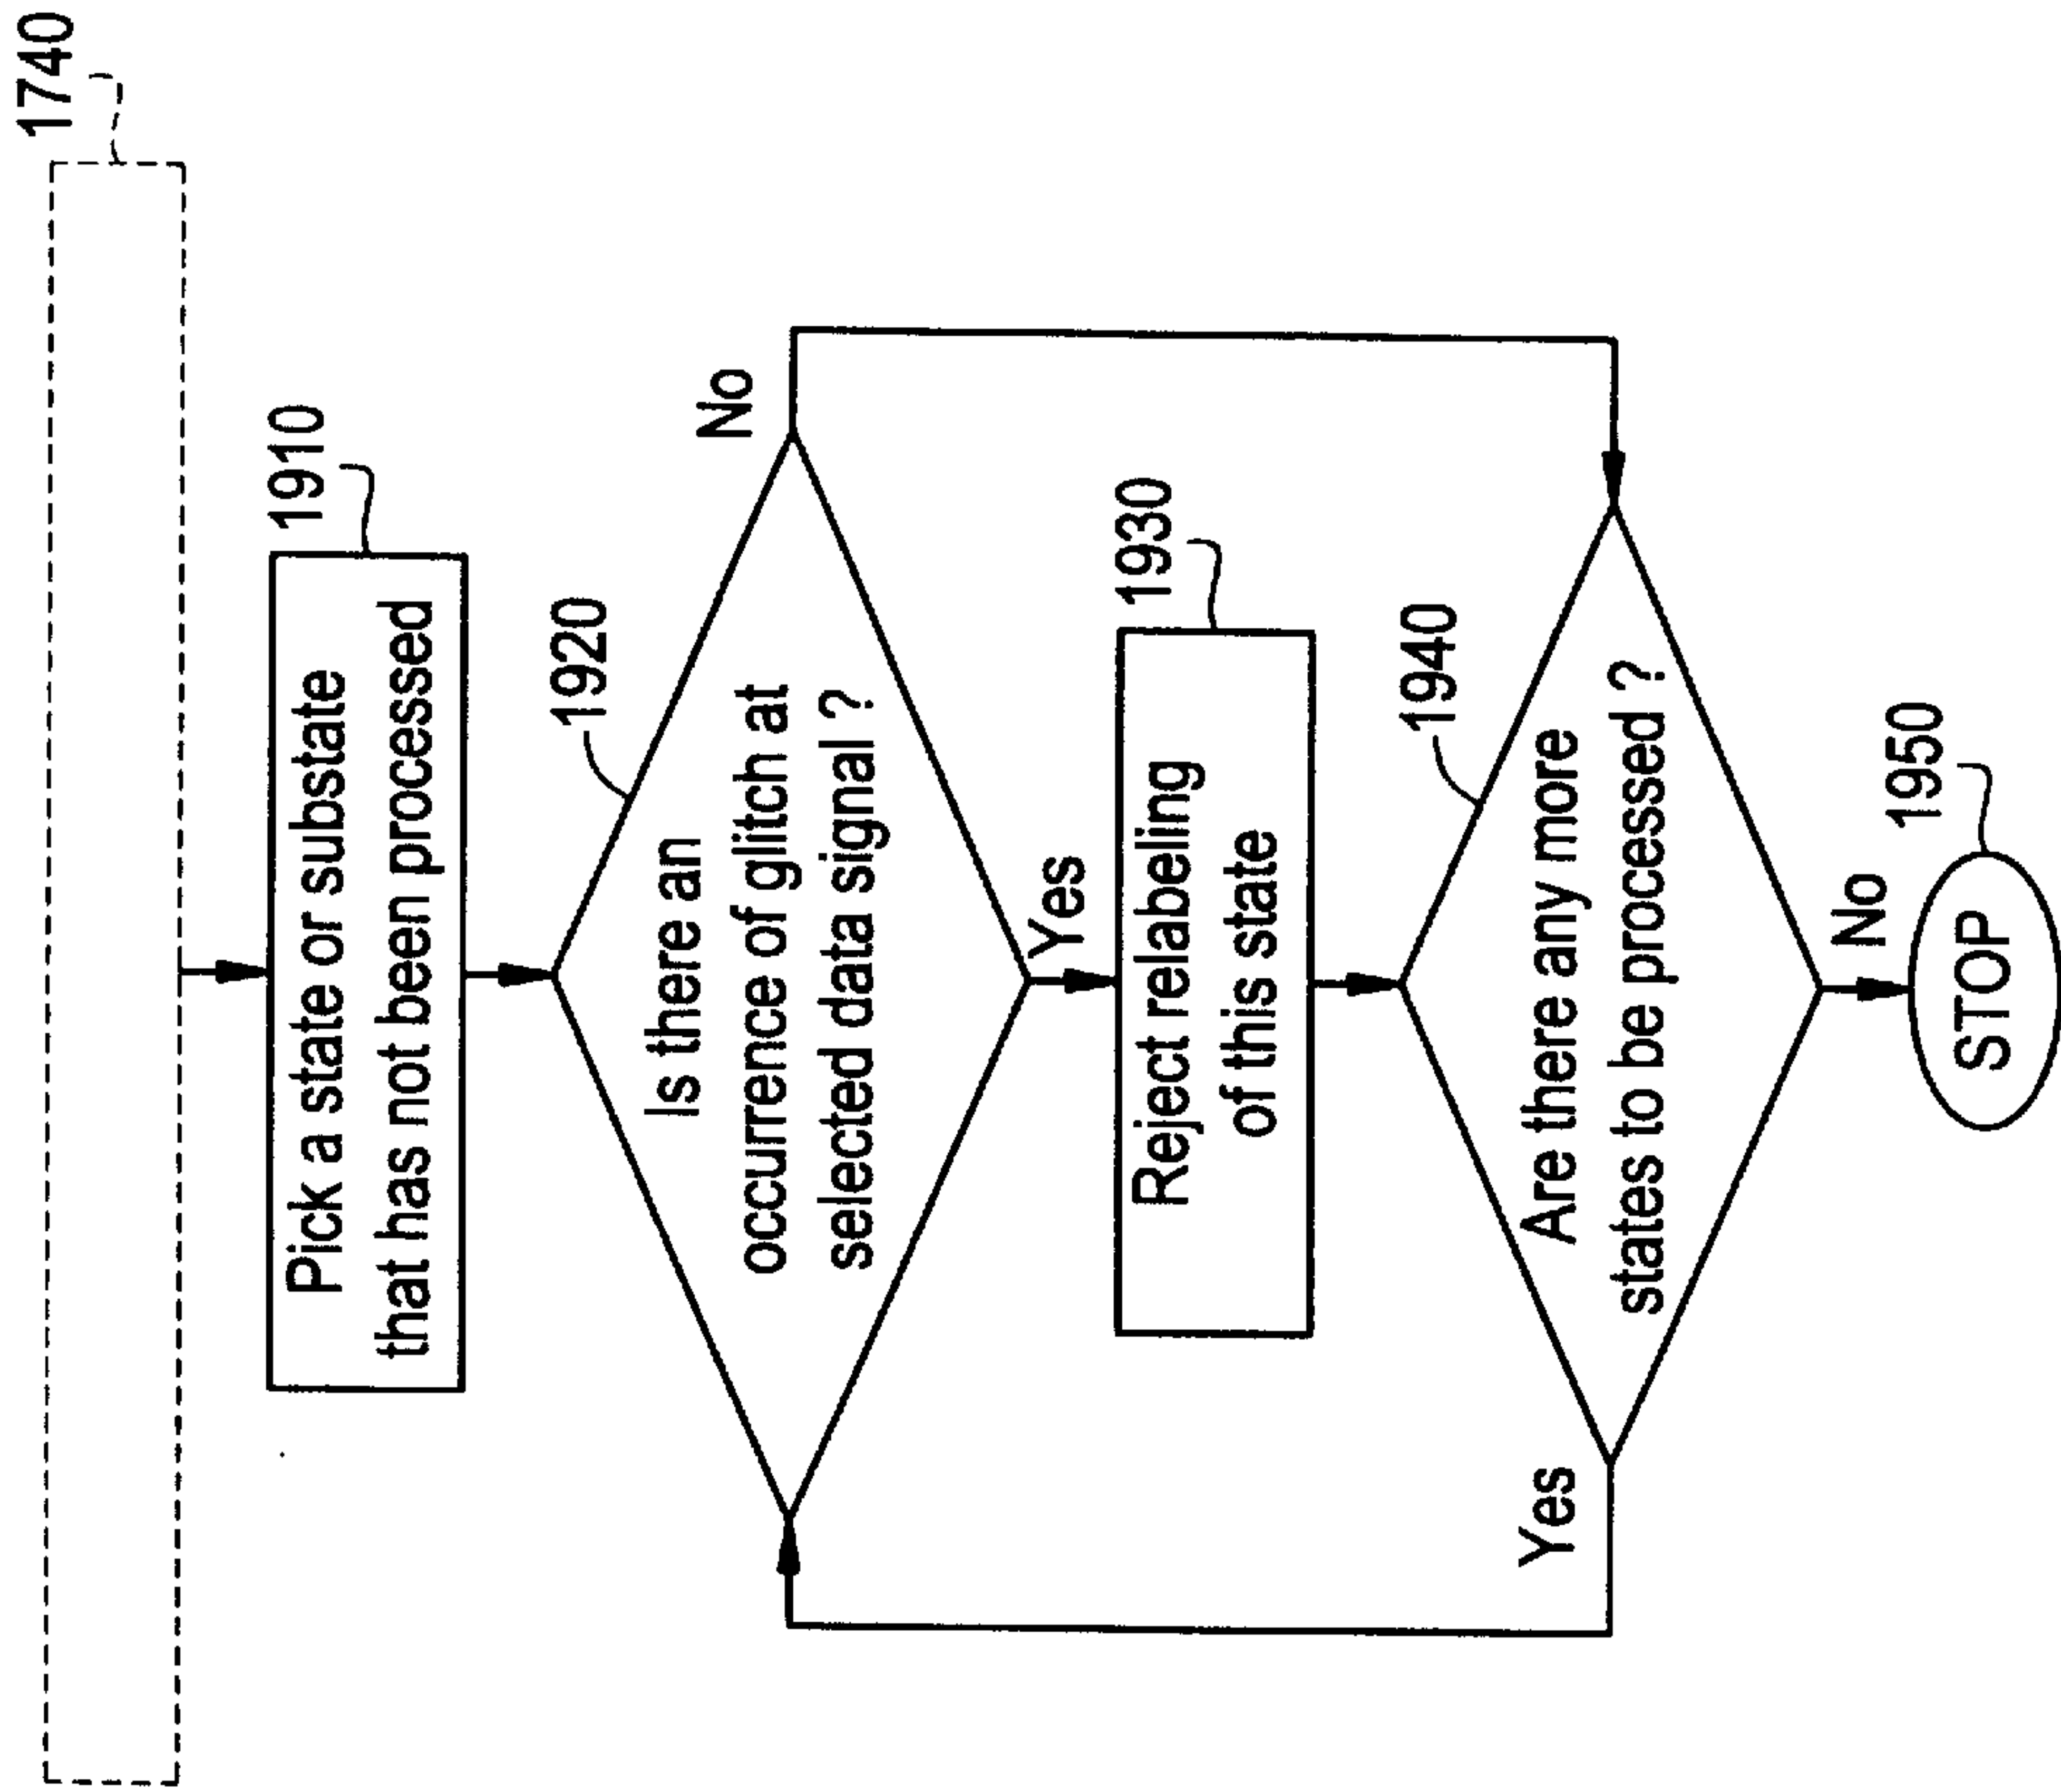 1740
1910
Pick a state or substate
that has not been processed
1920
Is there an
occurrence of glitch at
selected data signal ?
No
Yes
1930
Reject relabeling
of this state
1940
Are there any more
states to be processed ?
Yes
No
1950
STOP